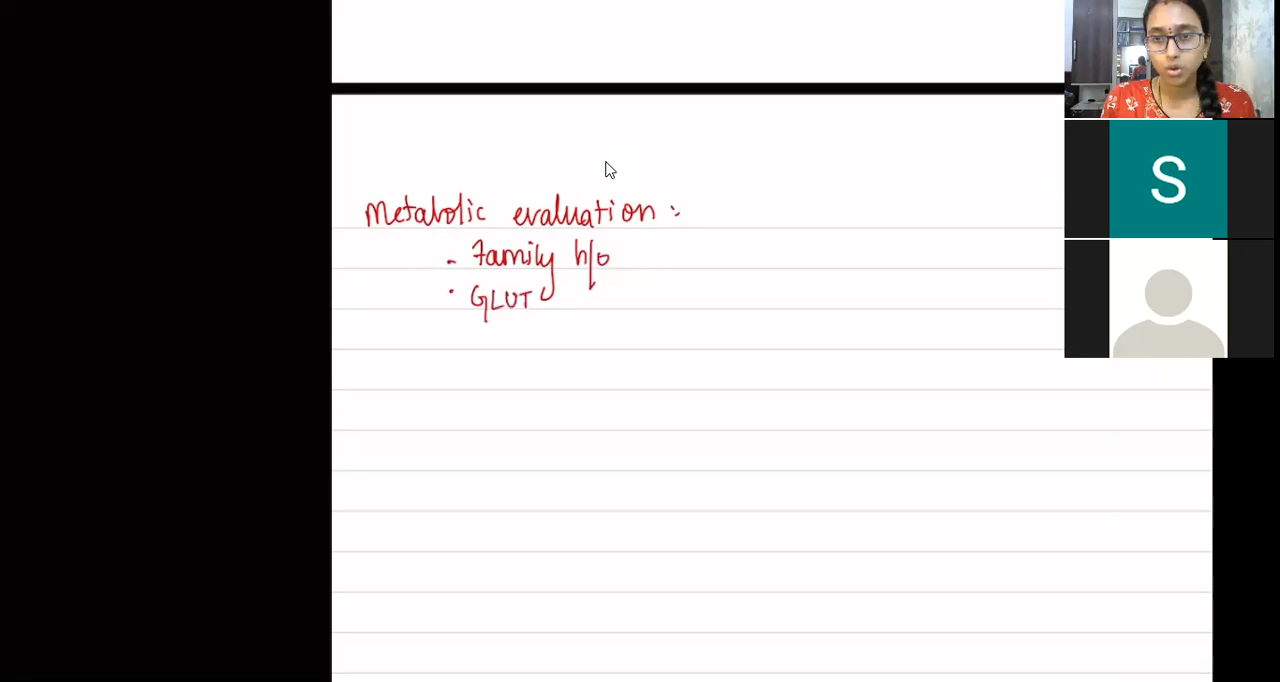 Metabolic evaluation :
- Family h/o
• GLUT
S